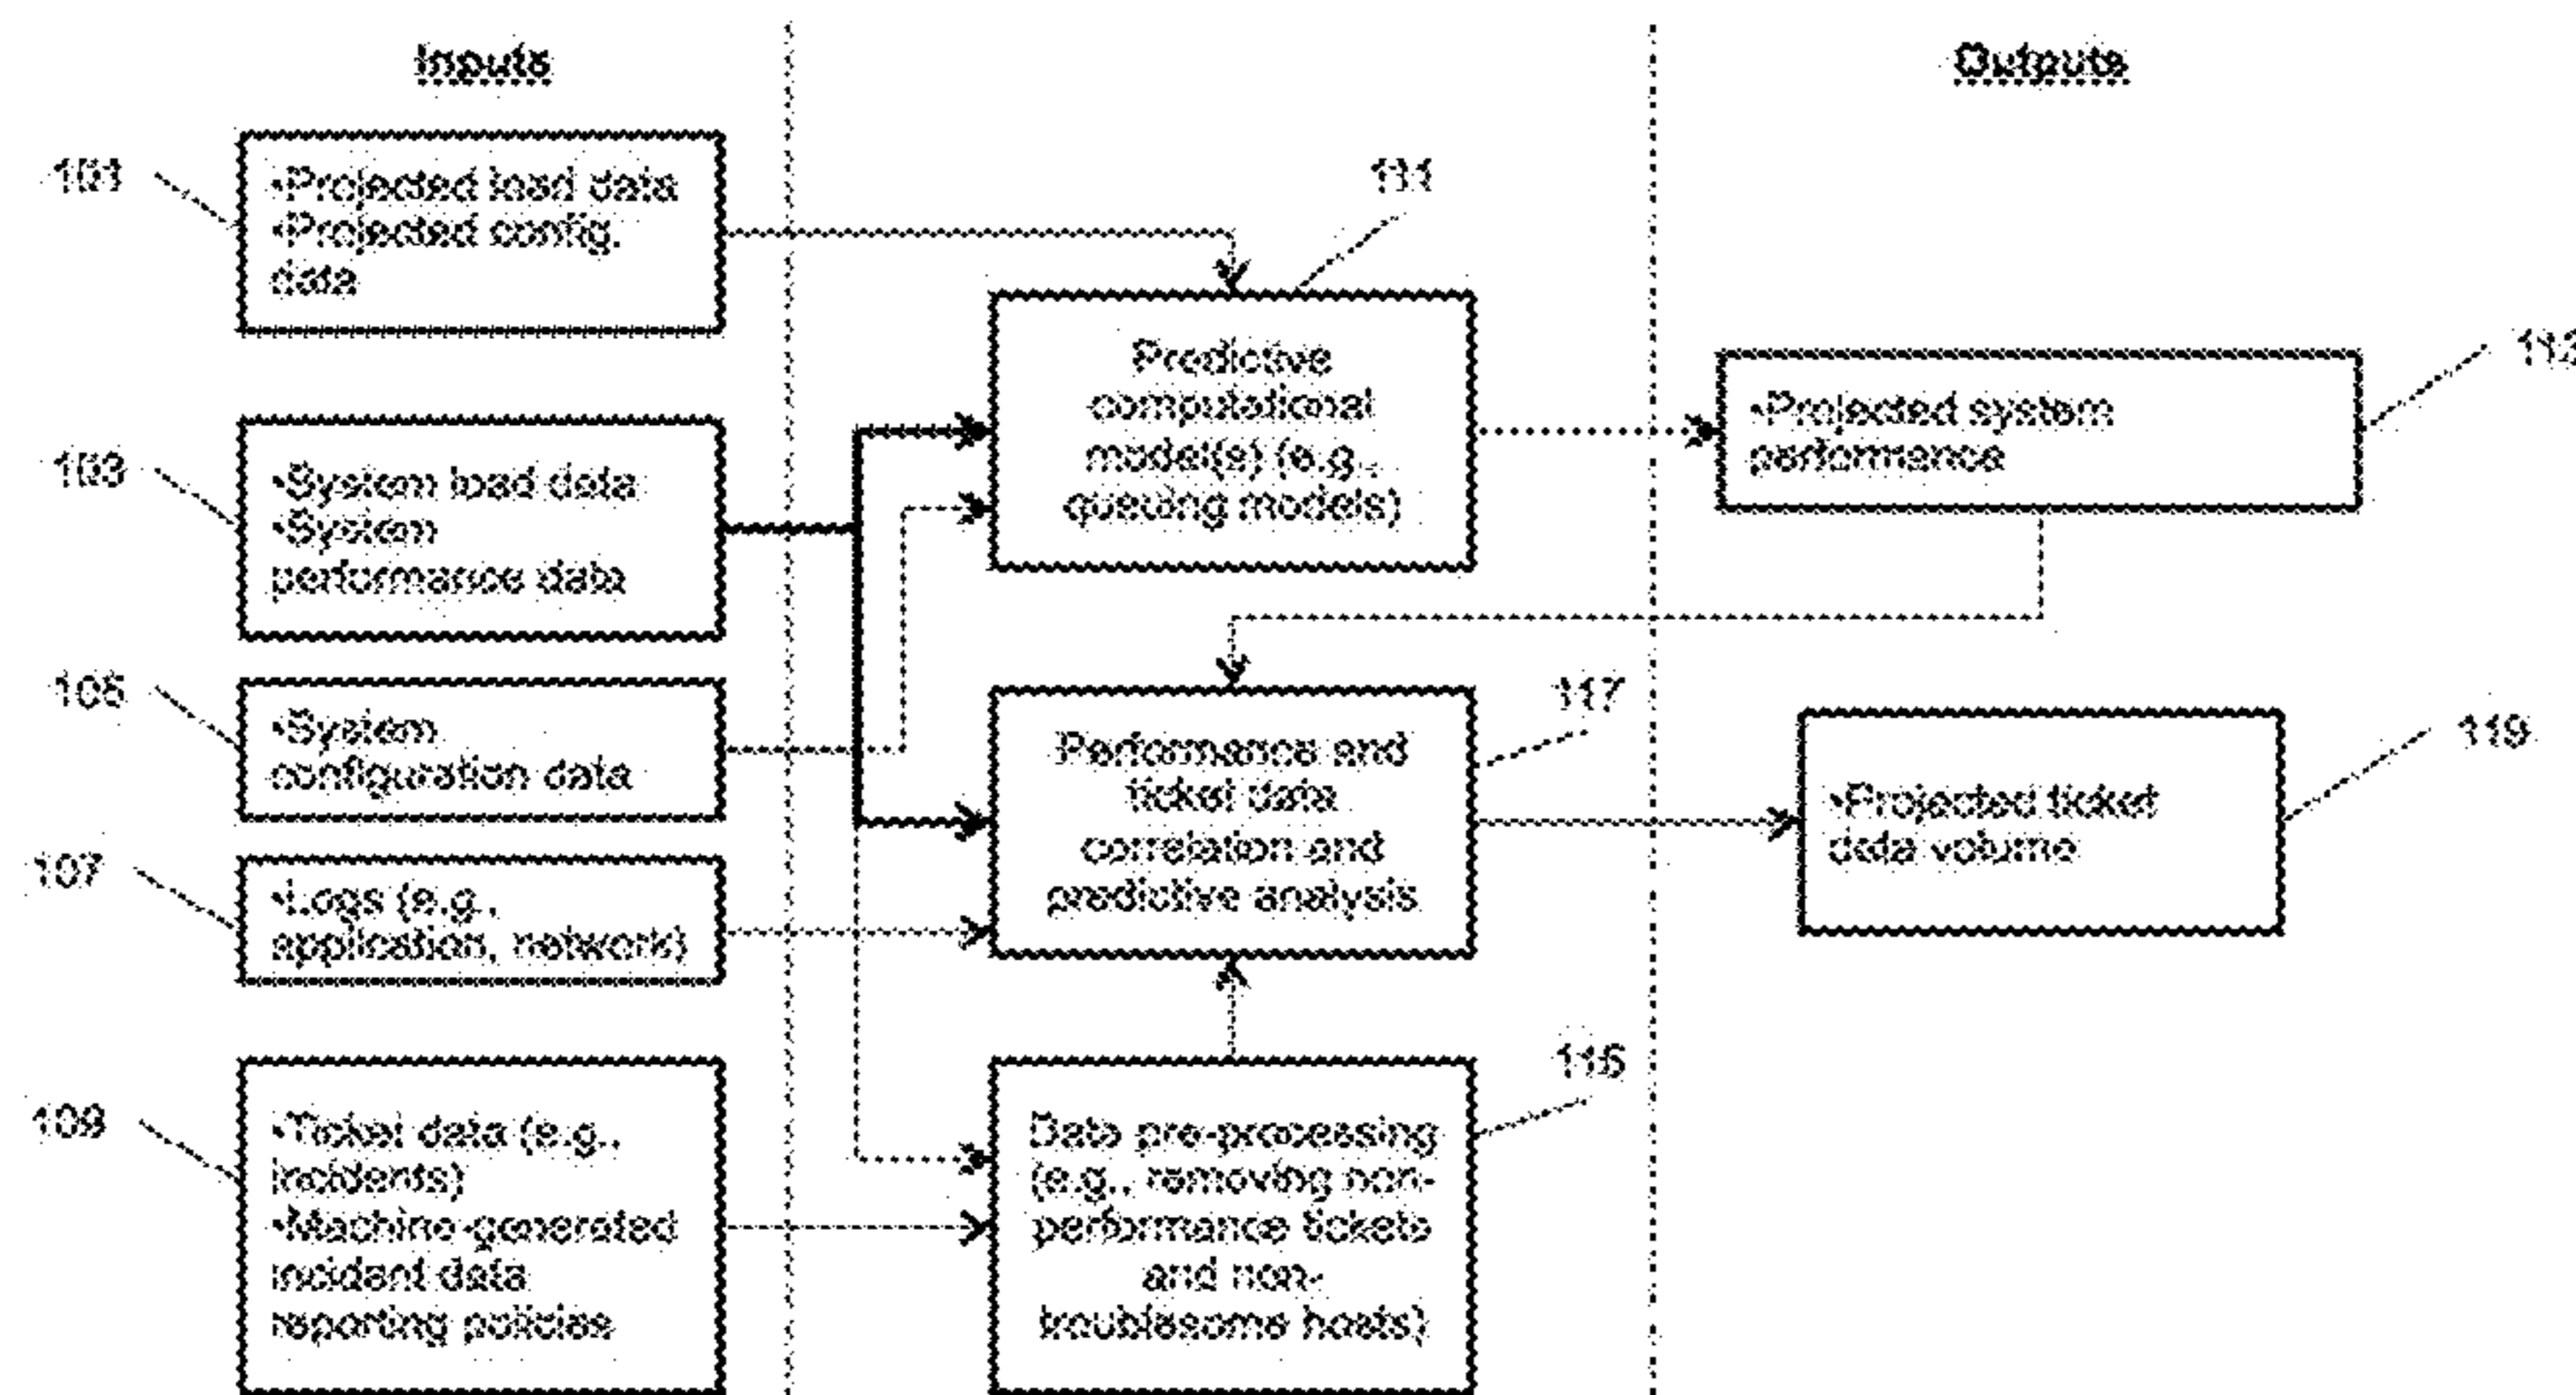 Inputs
Outputs
101
•Projected load data
•Projected config.
data
111
Predictive
computational
model(s) (e.g.,
queuing models)
•Projected system
performance
103
•System load data
•System
performance data
105
•System
configuration data
117
Performance and
ticket data
correlation and
predictive analysis
119
•Projected ticket
data volume
107
•Logs (e.g.,
application, network)
109
•Ticket data (e.g.,
incidents)
•Machine-generated
incident data
reporting policies
115
Data pre-processing
(e.g., removing non-
performance tickets
and non-
troublesome hosts)